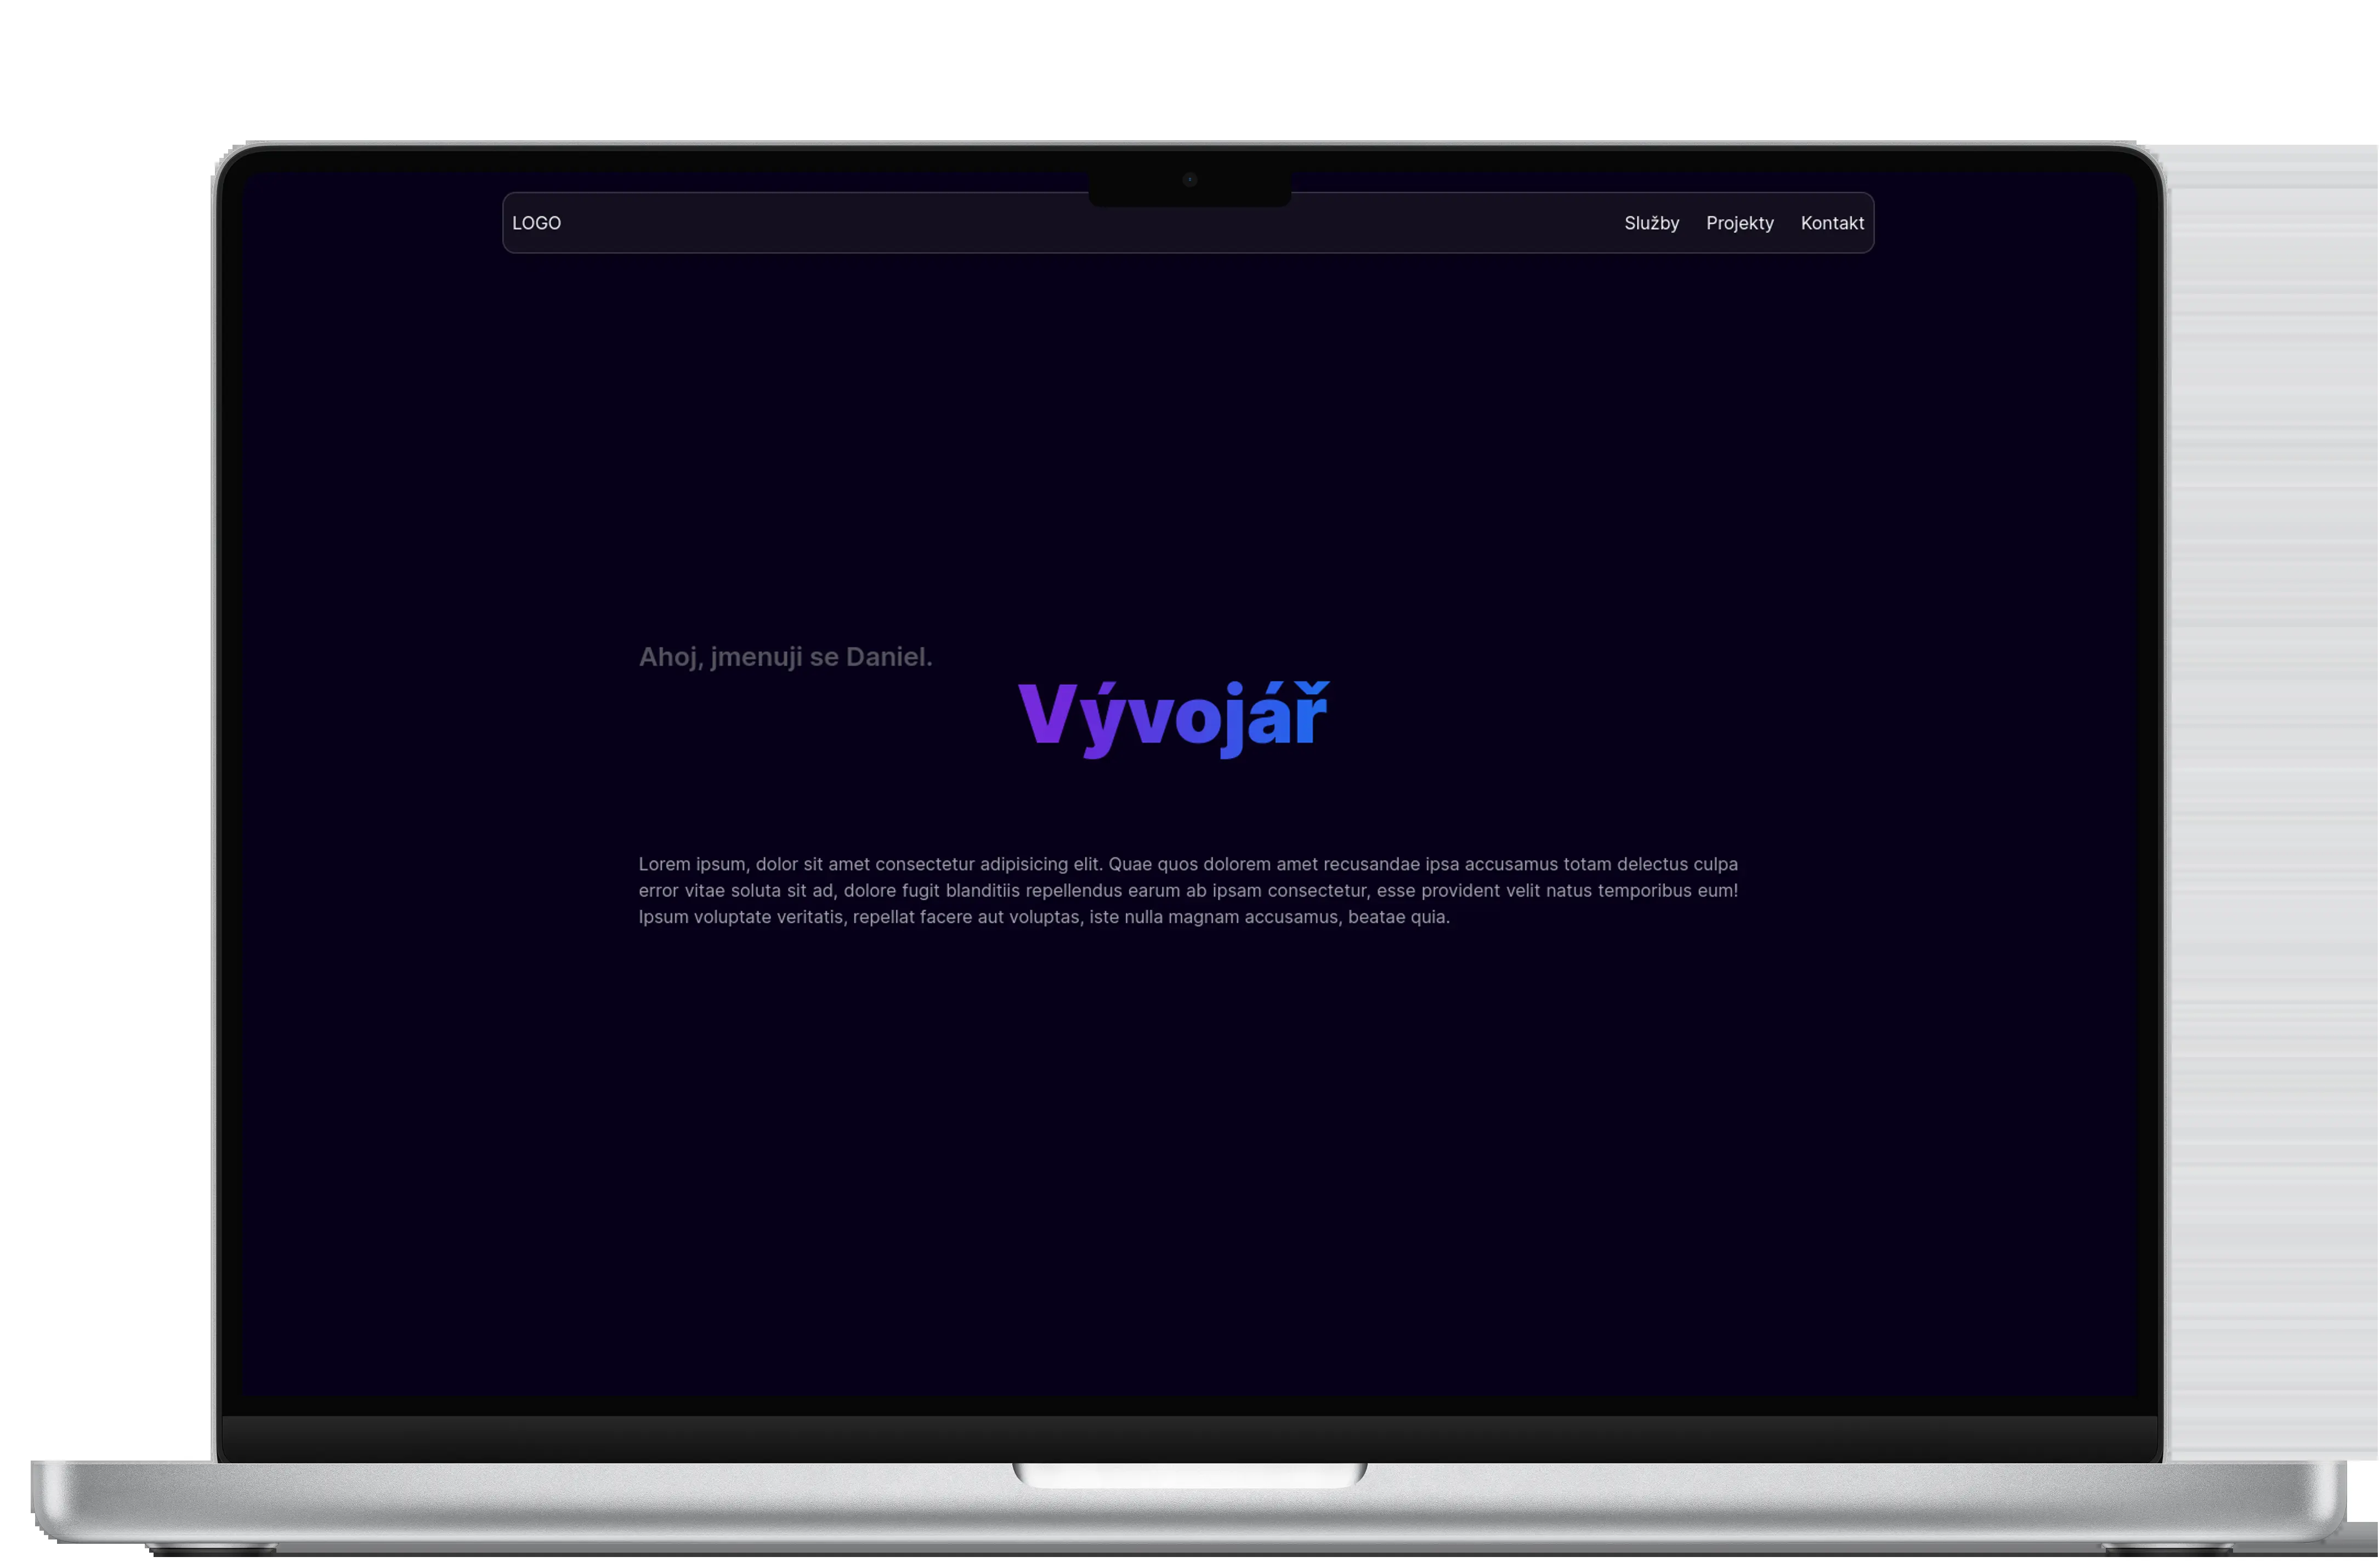 LOGO
Služby Projekty Kontakt
Ahoj, jmenuji se Daniel.
Vývojář
Lorem ipsum, dolor sit amet consectetur adipisicing elit. Quae quos dolorem amet recusandae ipsa accusamus totam delectus culpa
error vitae soluta sit ad, dolore fugit blanditiis repellendus earum ab ipsam consectetur, esse provident velit natus temporibus eum!
Ipsum voluptate veritatis, repellat facere aut voluptas, iste nulla magnam accusamus, beatae quia.